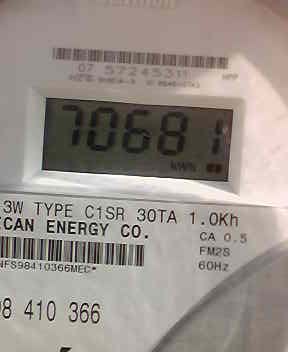 07 57245311
70681
KWH
3W TYPE C1SR 30TA 1.0Kh
ICAN ENERGY CO.
CA 0.5
FM2S
NFS98410366MEC*
60Hz
98 410 366